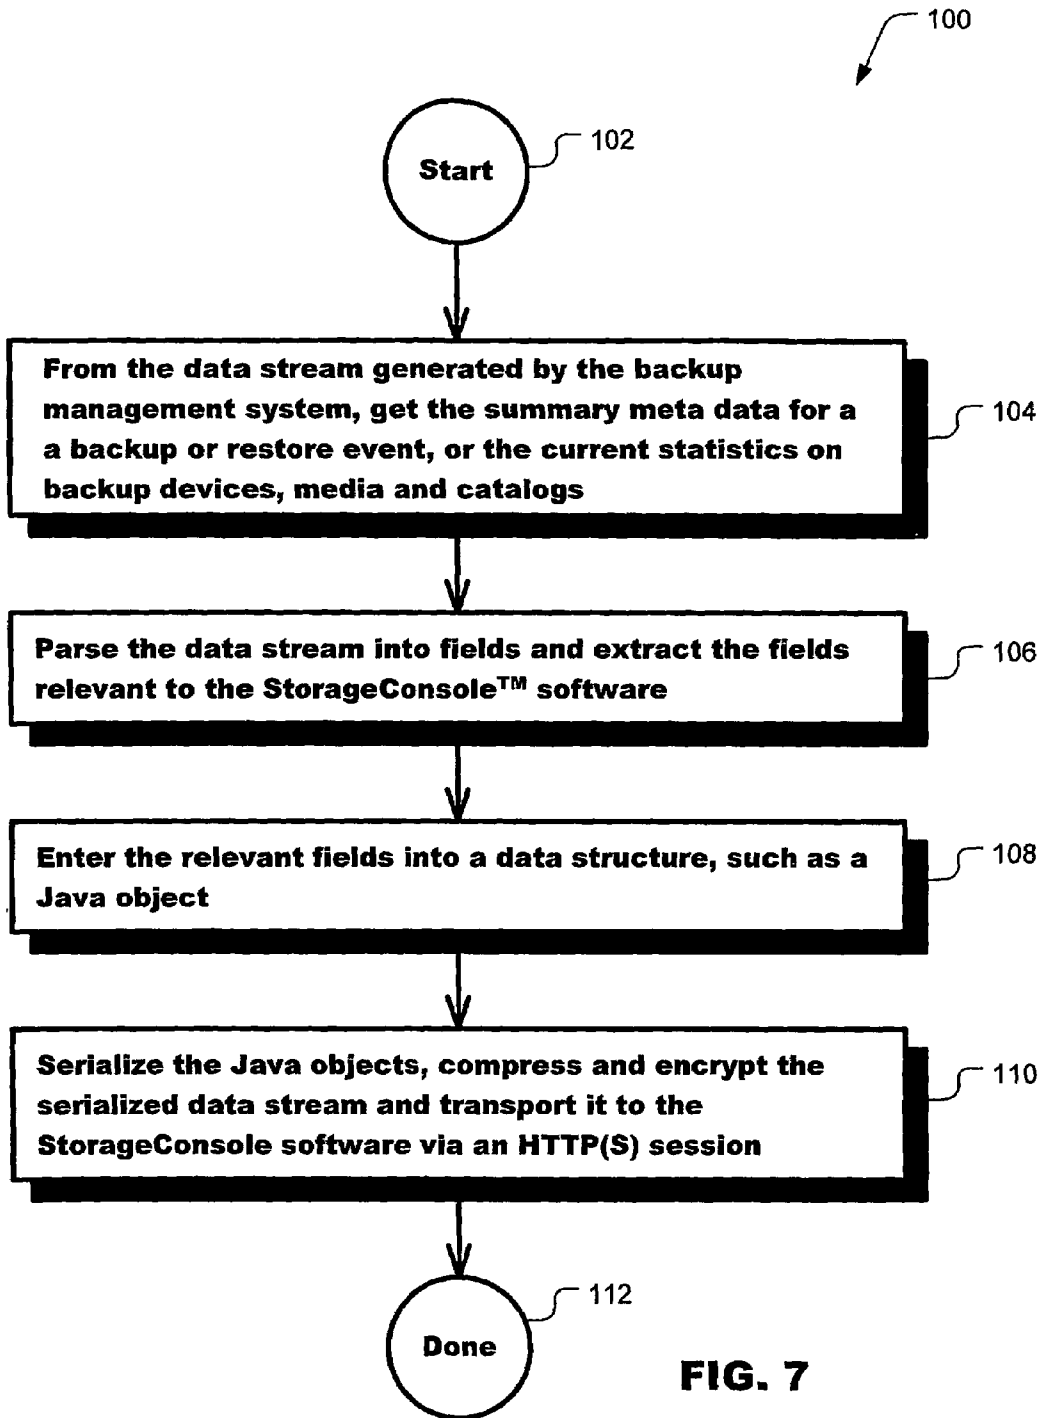 100
Start
102
From the data stream generated by the backup
management system, get the summary meta data for a
a backup or restore event, or the current statistics on
backup devices, media and catalogs
104
Parse the data stream into fields and extract the fields
relevant to the StorageConsole™ software
106
Enter the relevant fields into a data structure, such as a
Java object
108
Serialize the Java objects, compress and encrypt the
serialized data stream and transport it to the
StorageConsole software via an HTTP(S) session
110
Done
112
FIG. 7